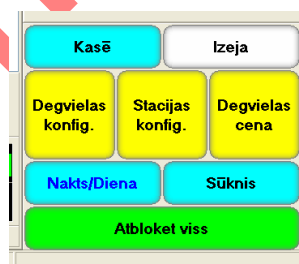 Kasē
Izeja
Degvielas
konfig.
Stacijas
konfig.
Degvielas
cena
Nakts/Diena
Sūknis
Atbloket viss